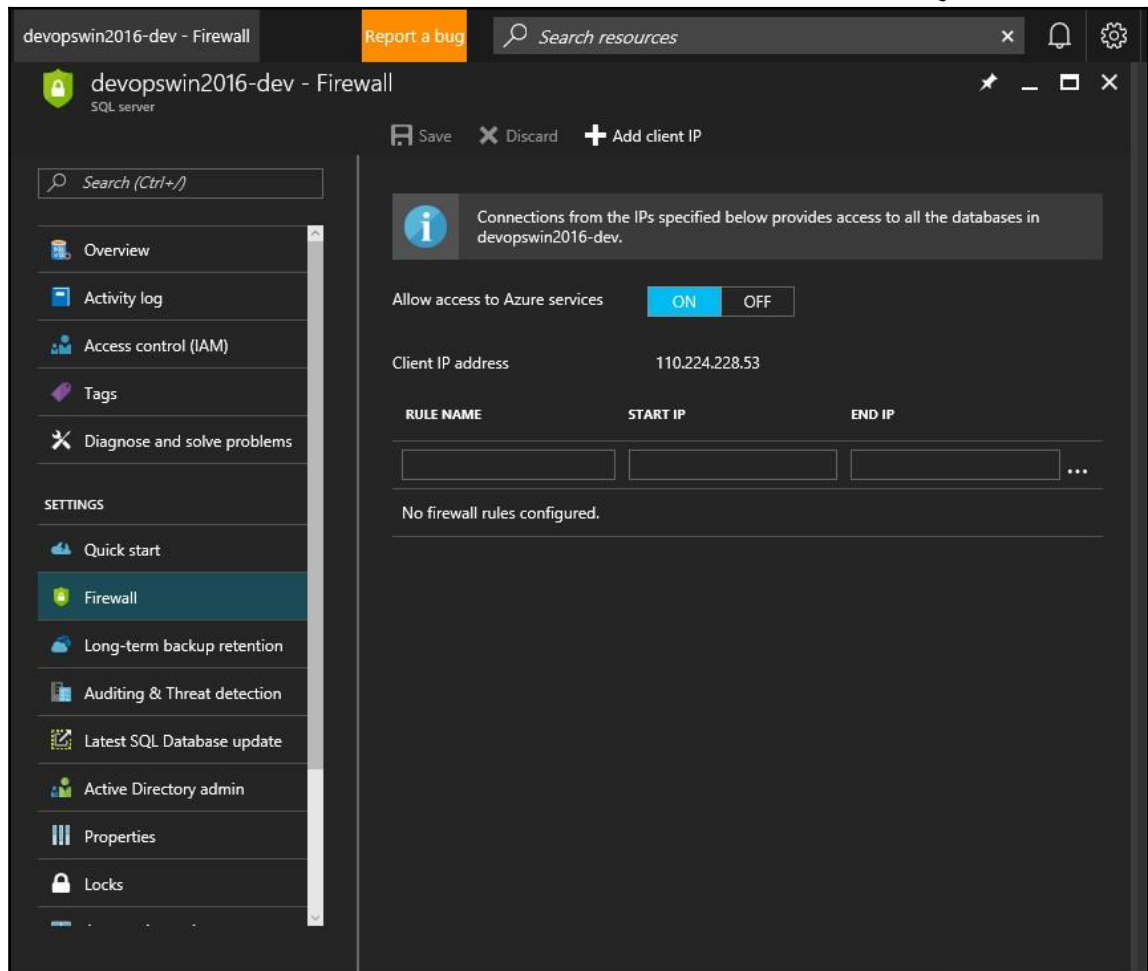 devopswin2016-dev - Firewall
Report a bug
Search resources
devopswin2016-dev - Firewall
SQL server
Save
Discard
Add client IP
Search (Ctrl+/)
Overview
Activity log
Access control (IAM)
Tags
Diagnose and solve problems
SETTINGS
Quick start
Firewall
Long-term backup retention
Auditing & Threat detection
Latest SQL Database update
Active Directory admin
Properties
Locks
Connections from the IPs specified below provides access to all the databases in
devopswin2016-dev.
Allow access to Azure services ON OFF
Client IP address 110.224.228.53
RULE NAME START IP END IP
...
No firewall rules configured.